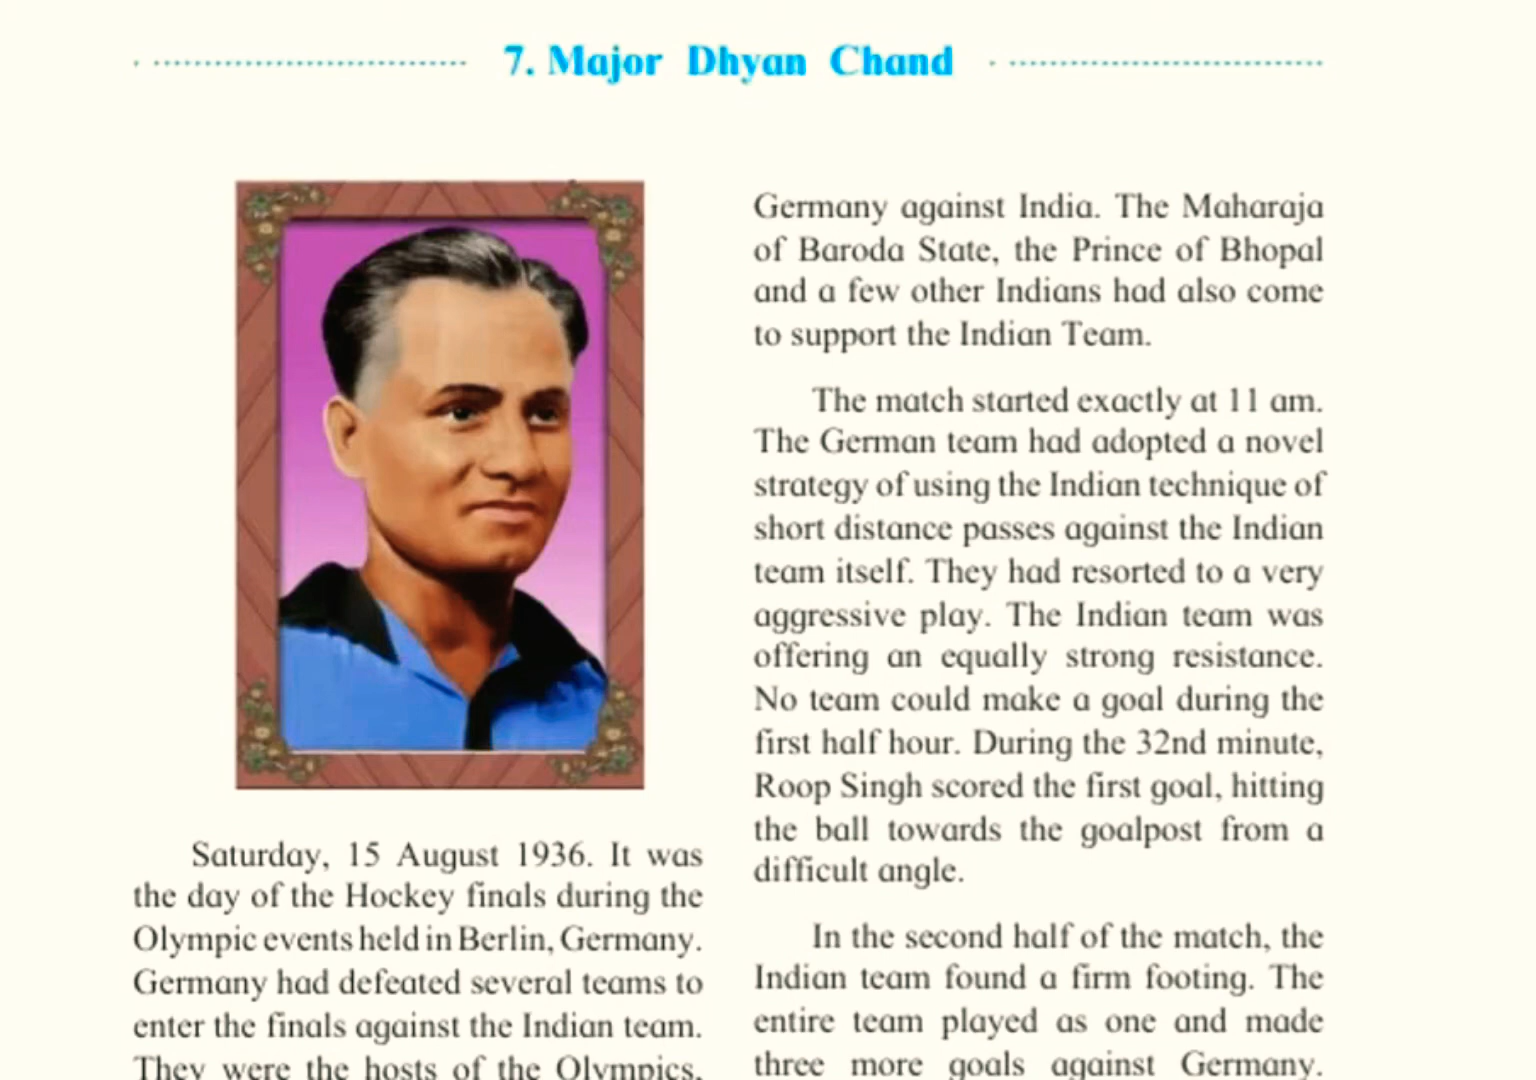 7. Major Dhyan Chand
Saturday, 15 August 1936. It was
the day of the Hockey finals during the
Olympic events held in Berlin, Germany.
Germany had defeated several teams to
enter the finals against the Indian team.
They were the hosts of the Olympics.
Germany against India. The Maharaja
of Baroda State, the Prince of Bhopal
and a few other Indians had also come
to support the Indian Team.
The match started exactly at 11 am.
The German team had adopted a novel
strategy of using the Indian technique of
short distance passes against the Indian
team itself. They had resorted to a very
aggressive play. The Indian team was
offering an equally strong resistance.
No team could make a goal during the
first half hour. During the 32nd minute,
Roop Singh scored the first goal, hitting
the ball towards the goalpost from a
difficult angle.
In the second half of the match, the
Indian team found a firm footing. The
entire team played as one and made
three more goals against Germany.